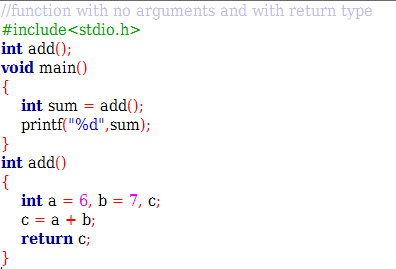 //function with no arguments and with return type
#include<stdio.h>
int add();
void main()
{
    int sum = add();
    printf("%d",sum);
}
int add()
{
    int a = 6, b = 7, c;
    c = a + b;
    return c;
}